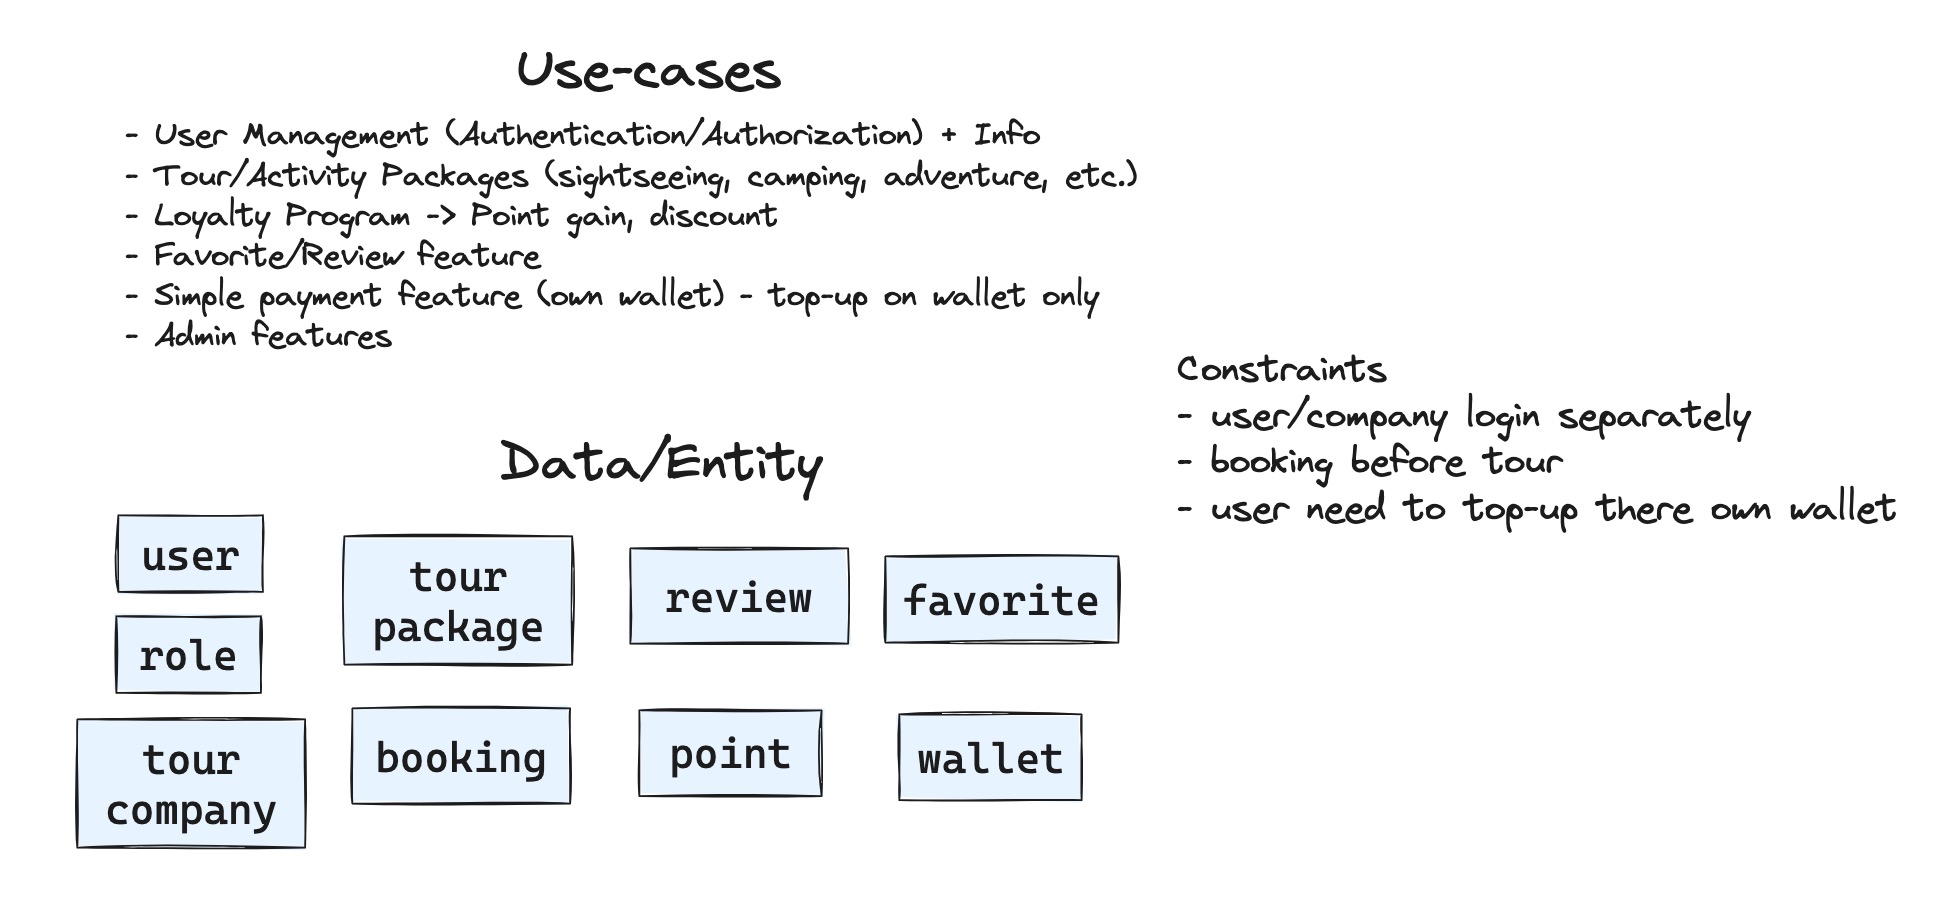 Use-cases
- User Management (Authentication/Authorization) + Info
- Tour/Activity Packages (sightseeing, camping, adventure, etc.)
- Loyalty Program -> Point gain, discount
- Favorite/Review feature
- Simple payment feature (own wallet) - top-up on wallet only
- Admin features
Constraints
- user/company login separately
- booking before tour
- user need to top-up there own wallet
Data/Entity
user
role
tour
company
tour
package
booking
review
point
favorite
wallet